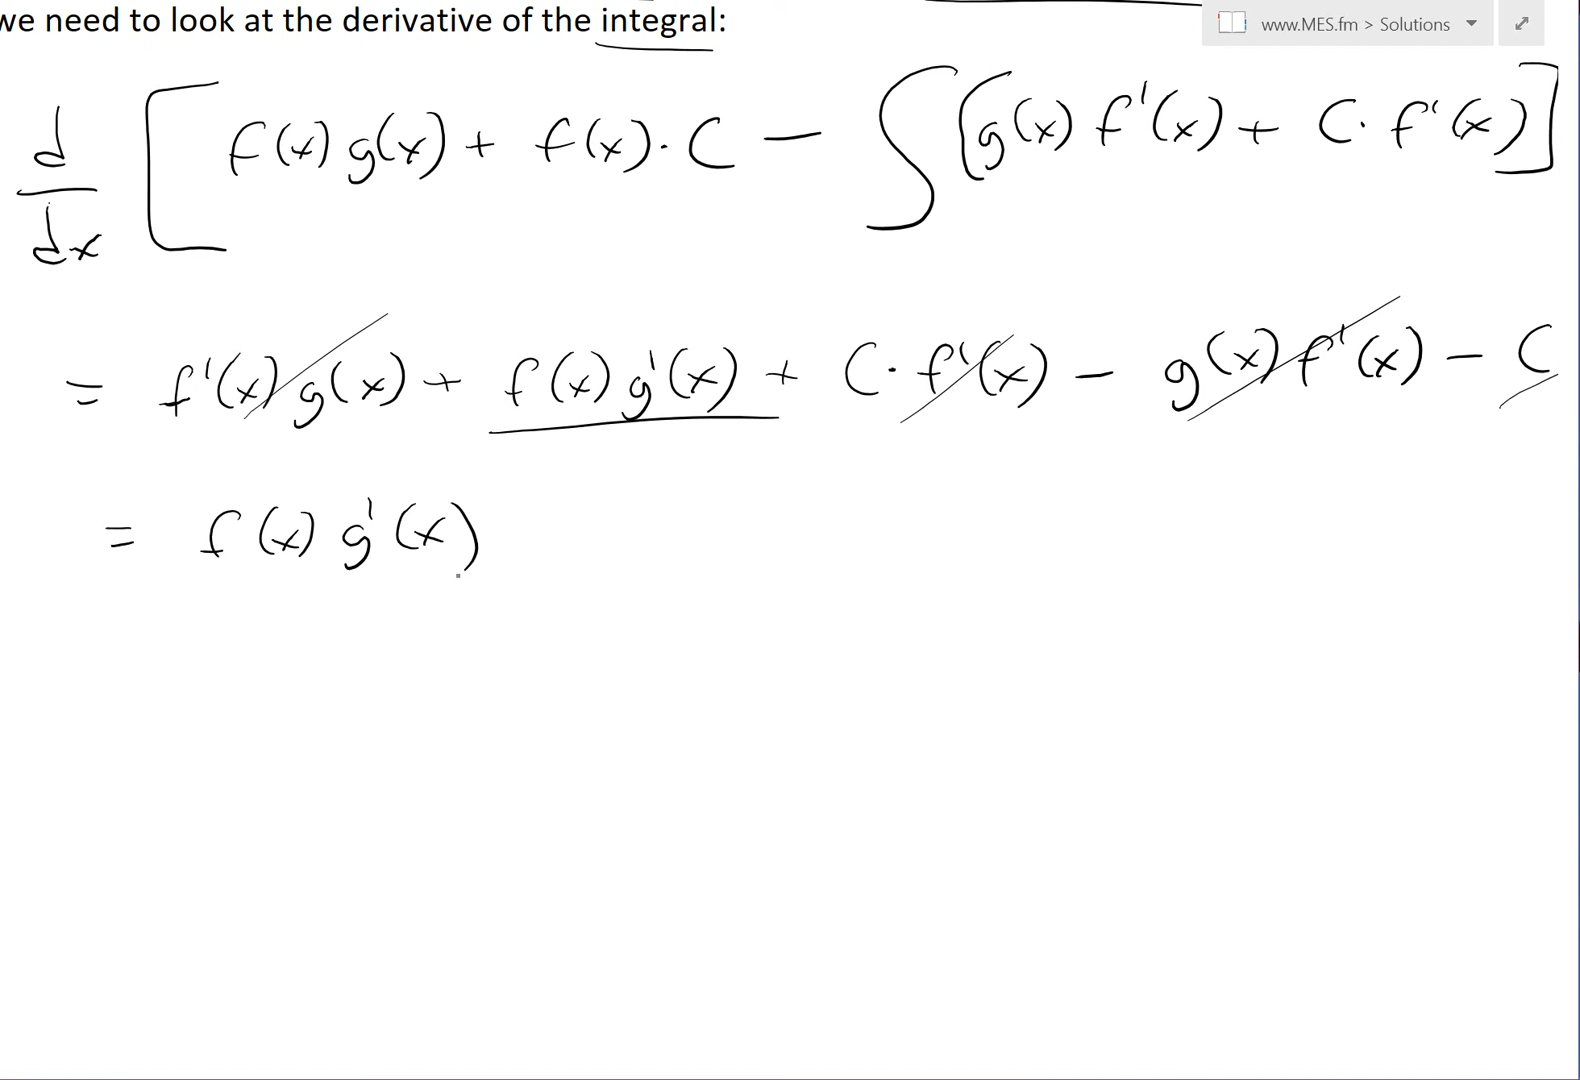 we need to look at the derivative of the integral:
www.MES.fm > Solutions
d/dx [ f(x) g(x) + f(x) · C − ∫ [g(x) f'(x) + C · f'(x)]
= f'(x) g(x) + f(x) g'(x) + C · f'(x) − g(x) f'(x) − C
= f(x) g'(x)